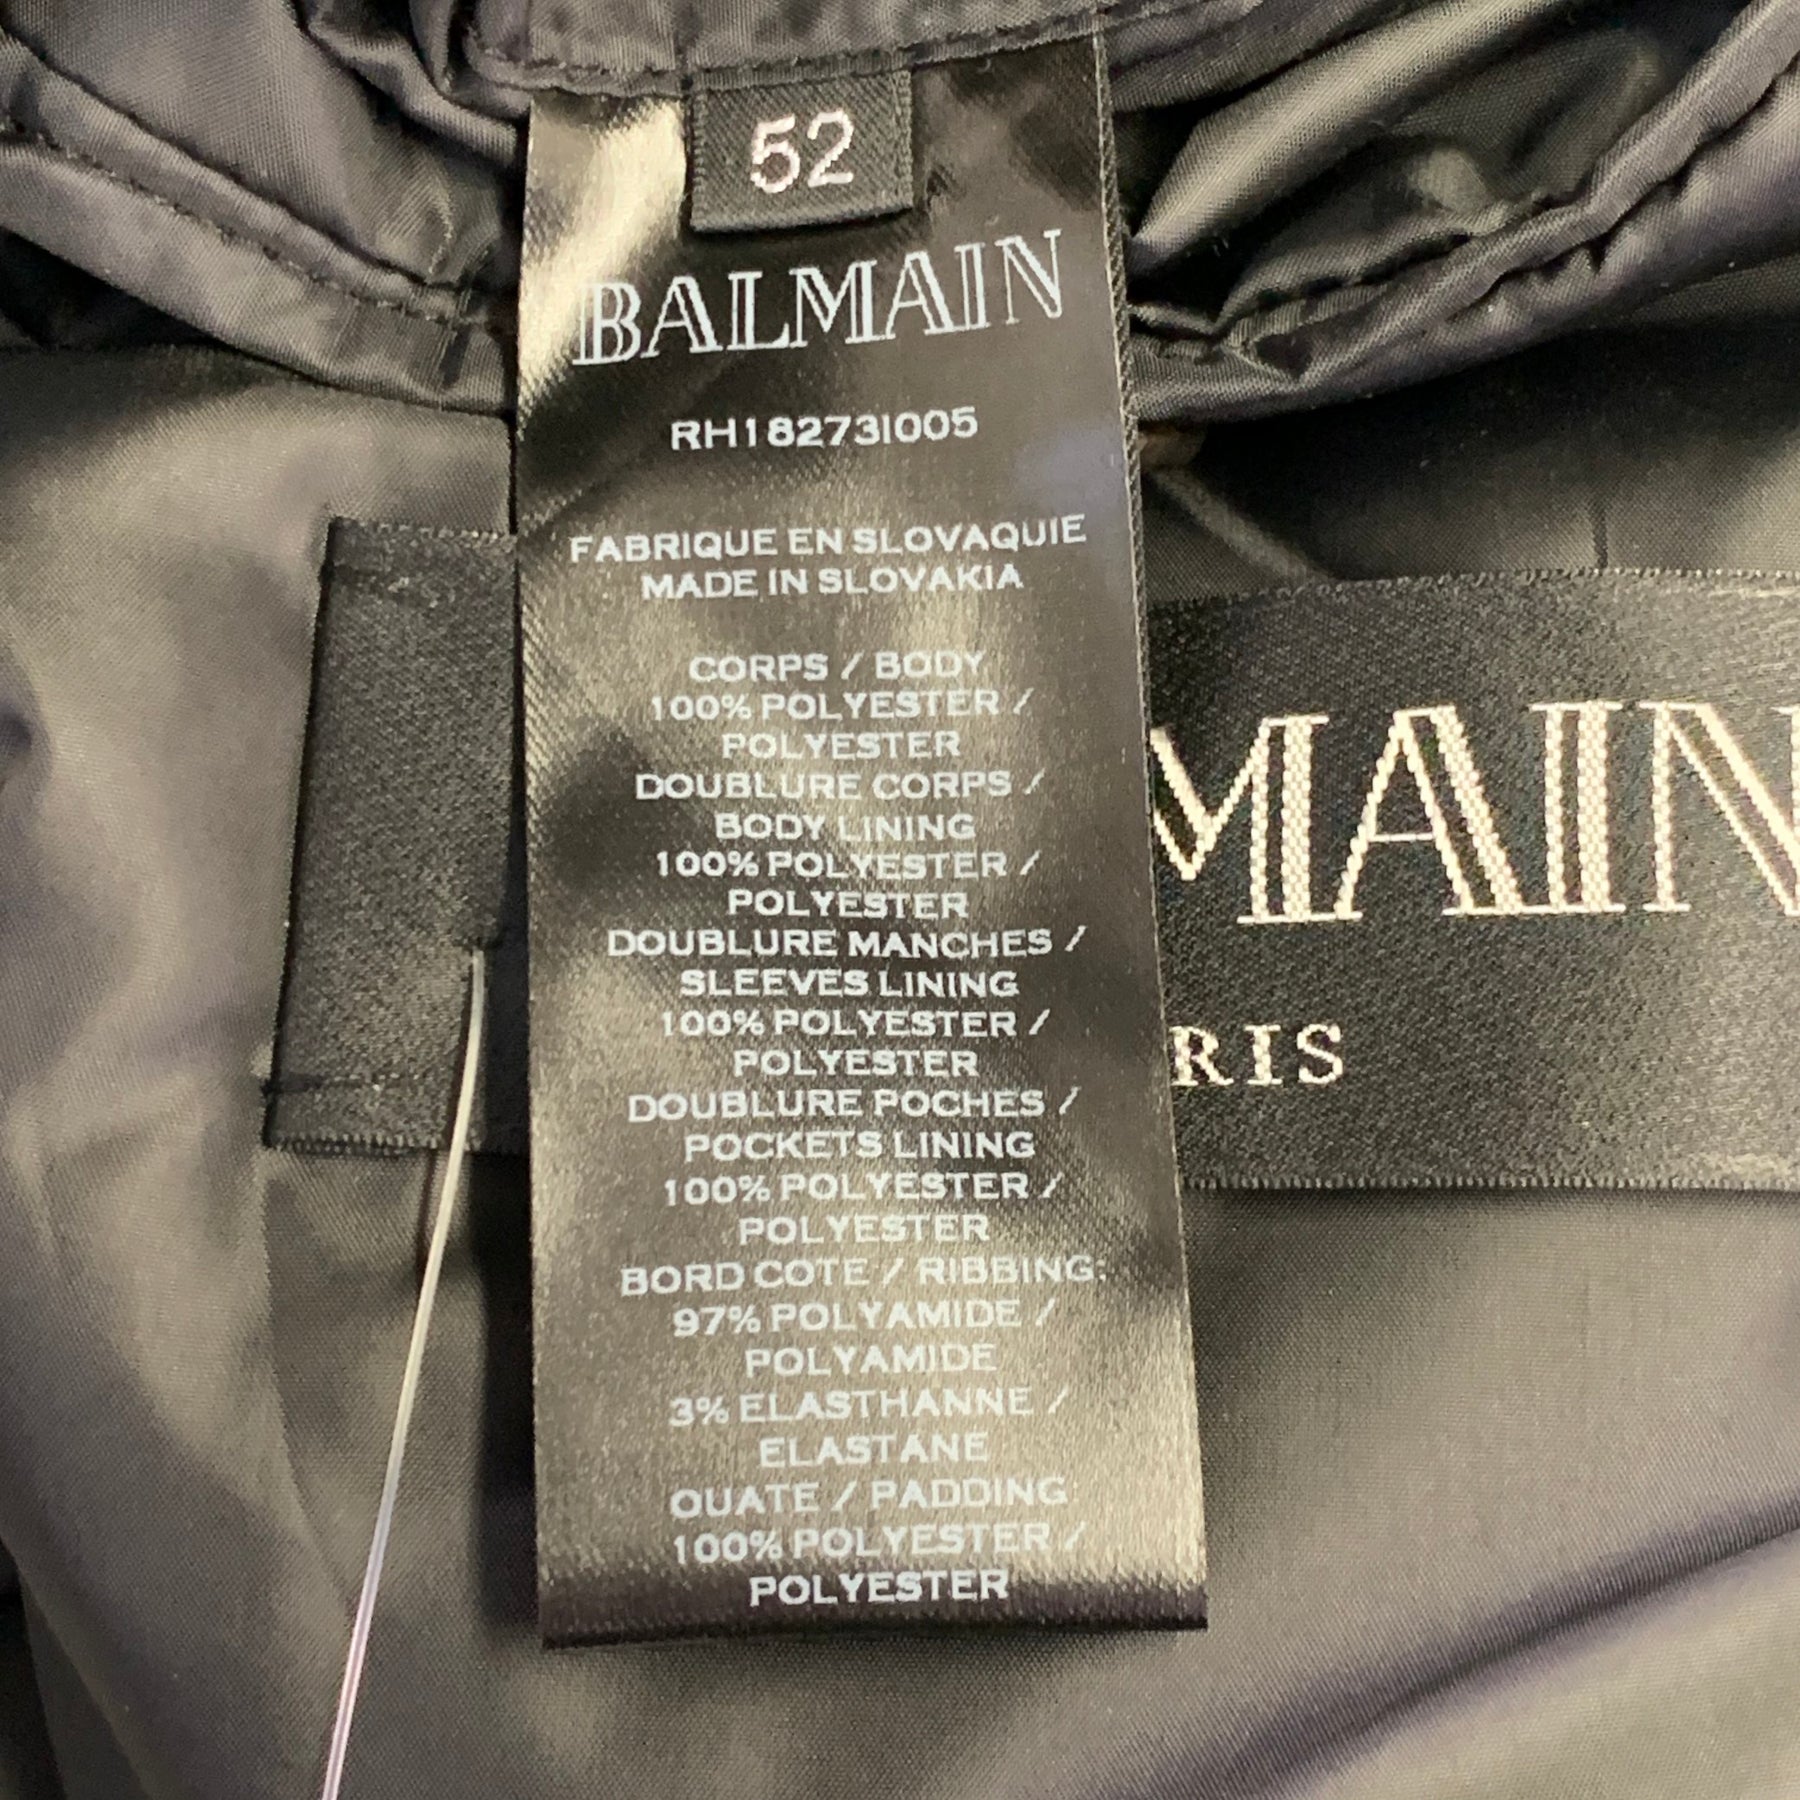 52
BALMAIN
RH18273I005
FABRIQUE EN SLOVAQUIE
MADE IN SLOVAKIA
CORPS / BODY
100% POLYESTER /
POLYESTER
DOUBLURE CORPS /
BODY LINING
100% POLYESTER /
POLYESTER
DOUBLURE MANCHES /
SLEEVES LINING
100% POLYESTER /
POLYESTER
DOUBLURE POCHES /
POCKETS LINING
100% POLYESTER /
POLYESTER
BORD COTE / RIBBING:
97% POLYAMIDE /
POLYAMIDE
3% ELASTHANNE /
ELASTANE
OUATE / PADDING:
100% POLYESTER /
POLYESTER
MAIN
RIS